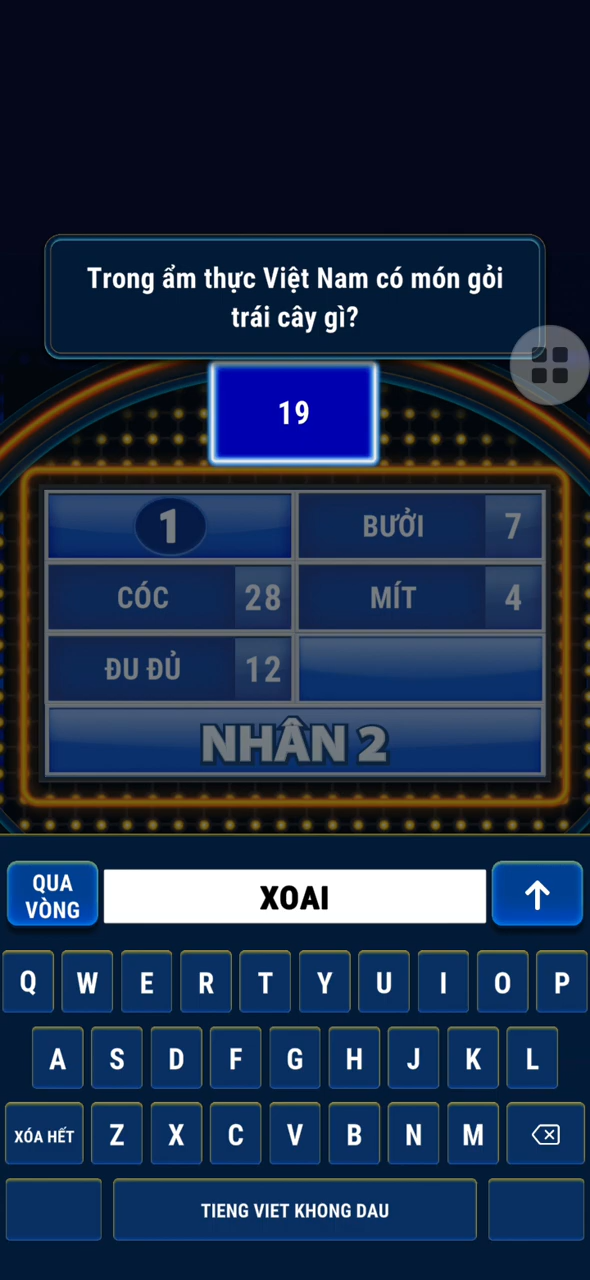 Trong ẩm thực Việt Nam có món gỏi
trái cây gì?
19
1
BƯỞI 7
CÓC 28
MÍT 4
ĐU ĐỦ 12
NHÂN 2
QUA
VÒNG
XOAI
Q W E R T Y U I O P
A S D F G H J K L
XÓA HẾT Z X C V B N M
TIENG VIET KHONG DAU